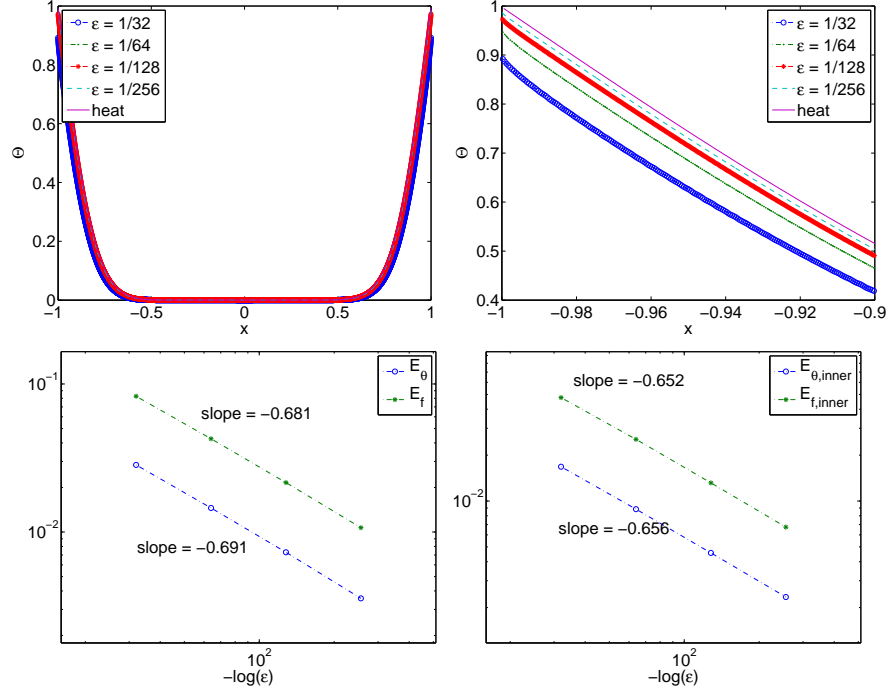 1
0.8
0.6
0.4
0.2
0
Θ
−1
−0.5
0
0.5
1
x
ε = 1/32
ε = 1/64
ε = 1/128
ε = 1/256
heat
1
0.9
0.8
0.7
0.6
0.5
0.4
Θ
−1
−0.98
−0.96
−0.94
−0.92
−0.9
x
ε = 1/32
ε = 1/64
ε = 1/128
ε = 1/256
heat
10⁻¹
10⁻²
E_θ
E_f
slope = −0.681
slope = −0.691
10²
−log(ε)
10⁻²
E_θ,inner
E_f,inner
slope = −0.652
slope = −0.656
10²
−log(ε)